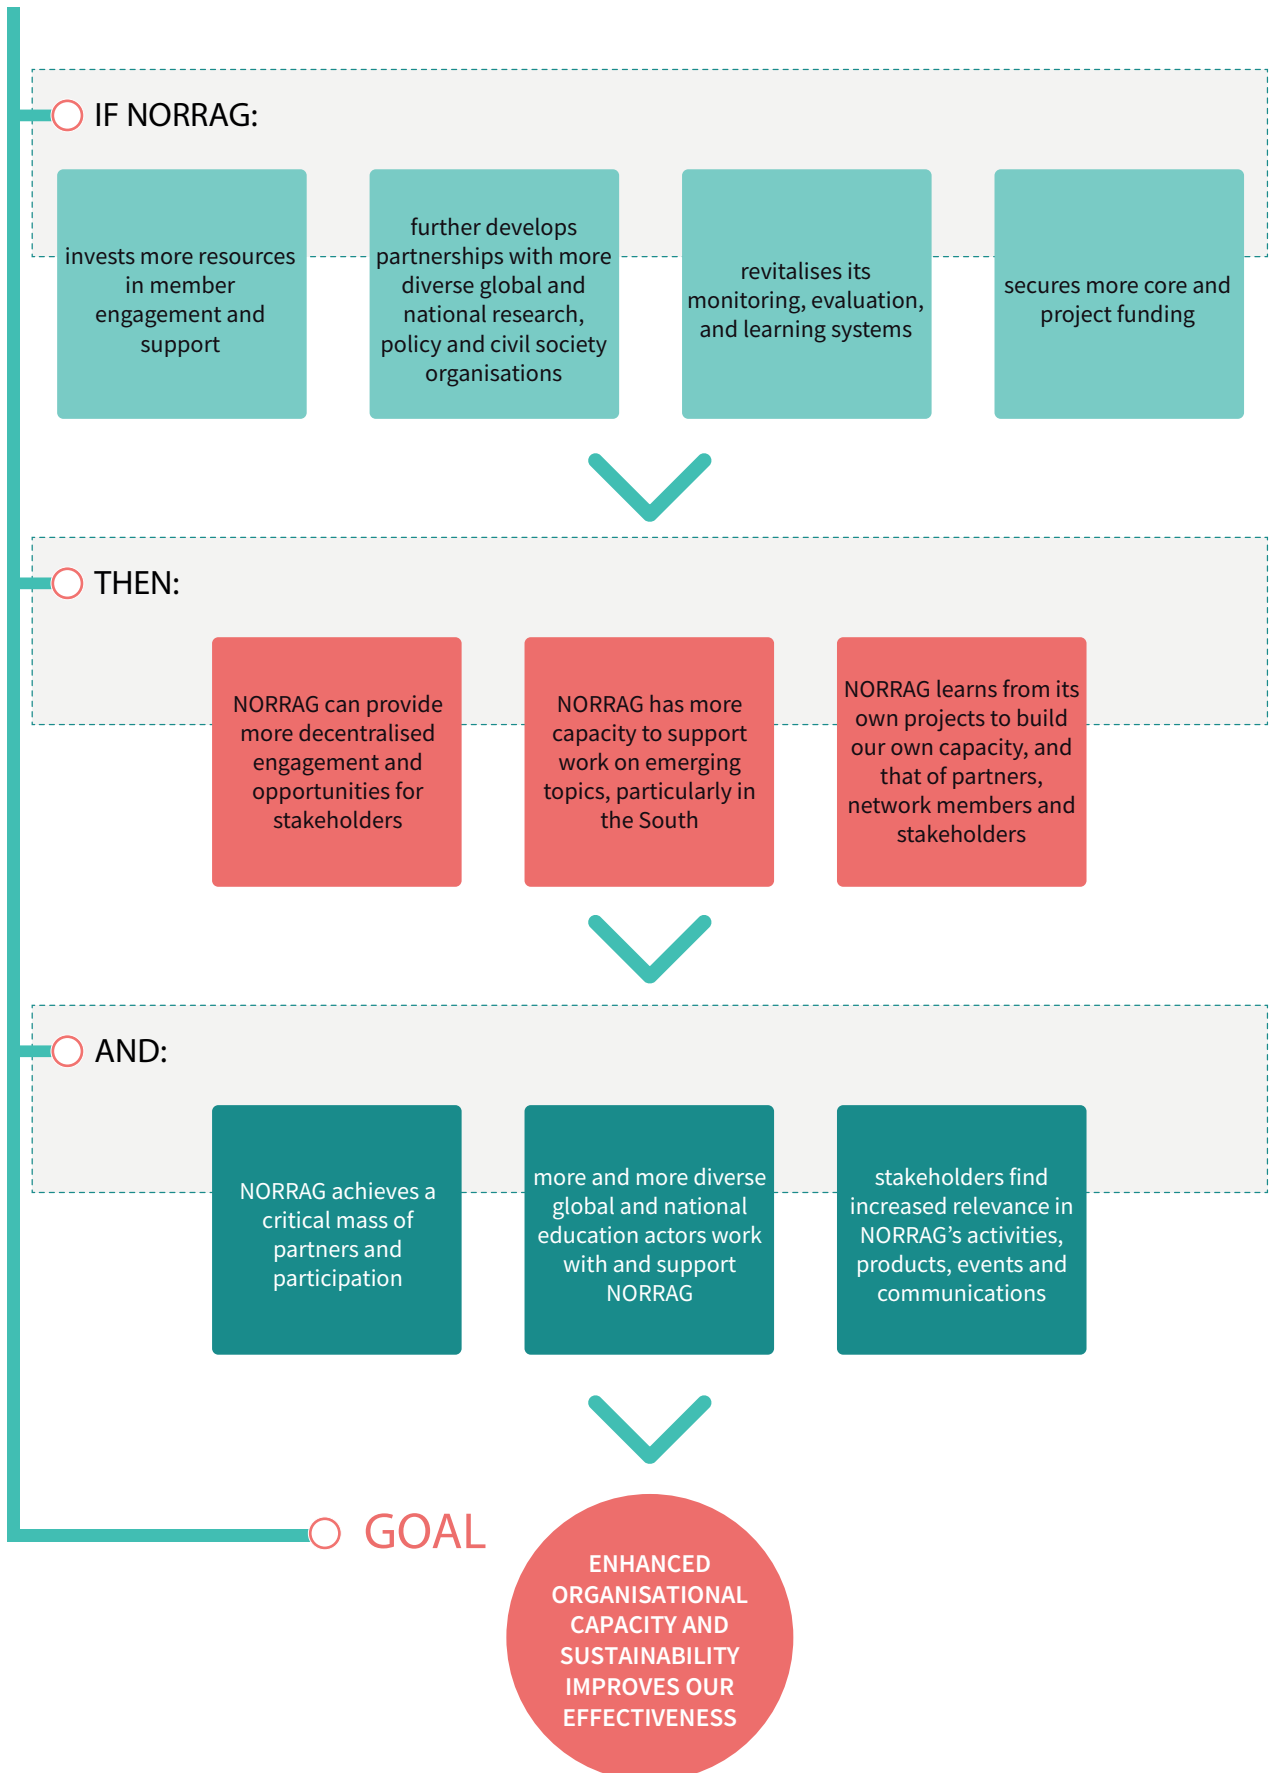 IF NORRAG:
invests more resources
in member
engagement and
support
further develops
partnerships with more
diverse global and
national research,
policy and civil society
organisations
revitalises its
monitoring, evaluation,
and learning systems
secures more core and
project funding
THEN:
NORRAG can provide
more decentralised
engagement and
opportunities for
stakeholders
NORRAG has more
capacity to support
work on emerging
topics, particularly in
the South
NORRAG learns from its
own projects to build
our own capacity, and
that of partners,
network members and
stakeholders
AND:
NORRAG achieves a
critical mass of
partners and
participation
more and more diverse
global and national
education actors work
with and support
NORRAG
stakeholders find
increased relevance in
NORRAG’s activities,
products, events and
communications
GOAL
ENHANCED
ORGANISATIONAL
CAPACITY AND
SUSTAINABILITY
IMPROVES OUR
EFFECTIVENESS